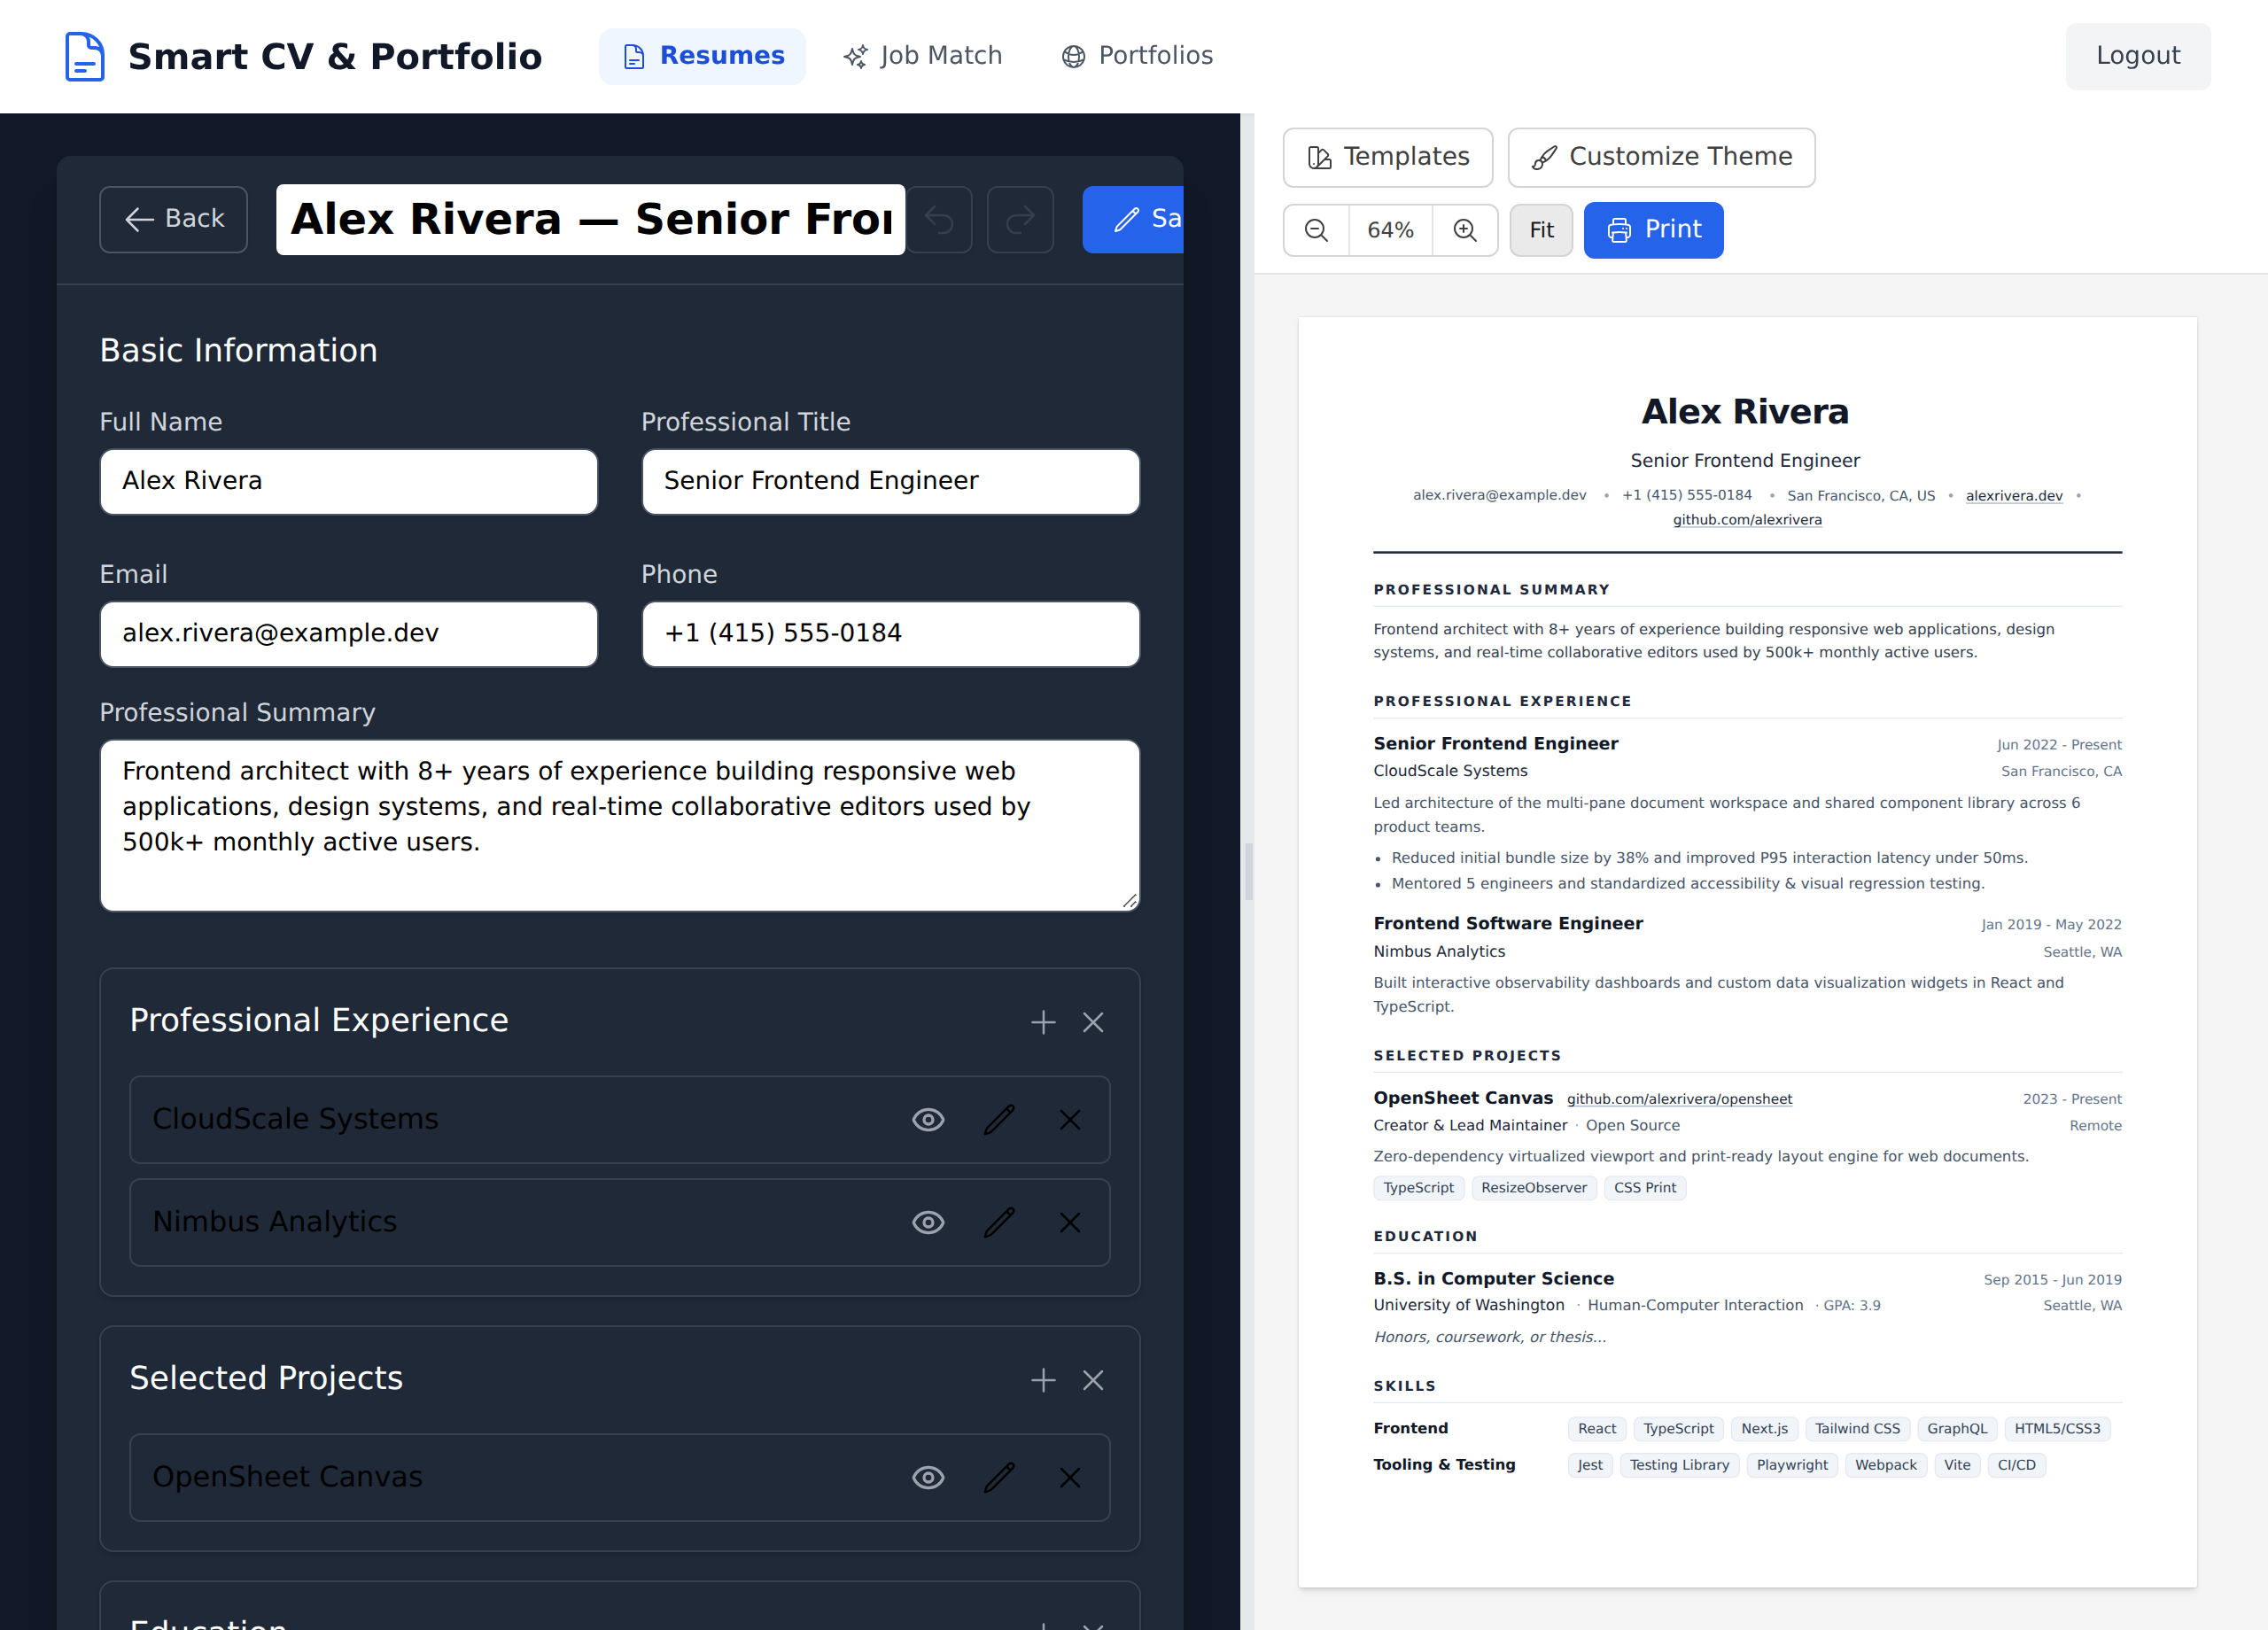 Smart CV & Portfolio
Resumes
Job Match
Portfolios
Logout
Back
Alex Rivera — Senior Fron
Sa
Basic Information
Full Name
Professional Title
Alex Rivera
Senior Frontend Engineer
Email
Phone
alex.rivera@example.dev
+1 (415) 555-0184
Professional Summary
Frontend architect with 8+ years of experience building responsive web
applications, design systems, and real-time collaborative editors used by
500k+ monthly active users.
Professional Experience
CloudScale Systems
Nimbus Analytics
Selected Projects
OpenSheet Canvas
Education
Templates
Customize Theme
64%
Fit
Print
Alex Rivera
Senior Frontend Engineer
alex.rivera@example.dev • +1 (415) 555-0184 • San Francisco, CA, US • alexrivera.dev •
github.com/alexrivera
PROFESSIONAL SUMMARY
Frontend architect with 8+ years of experience building responsive web applications, design
systems, and real-time collaborative editors used by 500k+ monthly active users.
PROFESSIONAL EXPERIENCE
Senior Frontend Engineer Jun 2022 - Present
CloudScale Systems San Francisco, CA
Led architecture of the multi-pane document workspace and shared component library across 6
product teams.
• Reduced initial bundle size by 38% and improved P95 interaction latency under 50ms.
• Mentored 5 engineers and standardized accessibility & visual regression testing.
Frontend Software Engineer Jan 2019 - May 2022
Nimbus Analytics Seattle, WA
Built interactive observability dashboards and custom data visualization widgets in React and
TypeScript.
SELECTED PROJECTS
OpenSheet Canvas github.com/alexrivera/opensheet 2023 - Present
Creator & Lead Maintainer · Open Source Remote
Zero-dependency virtualized viewport and print-ready layout engine for web documents.
TypeScript ResizeObserver CSS Print
EDUCATION
B.S. in Computer Science Sep 2015 - Jun 2019
University of Washington · Human-Computer Interaction · GPA: 3.9 Seattle, WA
Honors, coursework, or thesis...
SKILLS
Frontend React TypeScript Next.js Tailwind CSS GraphQL HTML5/CSS3
Tooling & Testing Jest Testing Library Playwright Webpack Vite CI/CD